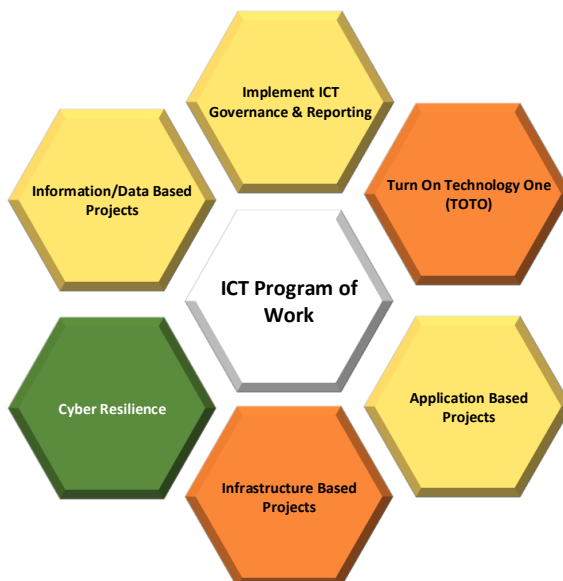 Implement ICT
Governance & Reporting
Information/Data Based
Projects
Turn On Technology One
(TOTO)
ICT Program of
Work
Cyber Resilience
Application Based
Projects
Infrastructure Based
Projects